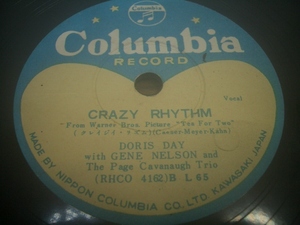 Columbia
RECORD
Vocal
CRAZY RHYTHM
"From Warner Bros. Picture "Tea For Two"
(Caesar-Meyer-Kahn)
DORIS DAY
with GENE NELSON and
The Page Cavanaugh Trio
(RHCO 4162)B L 65
MADE BY NIPPON COLUMBIA CO., LTD. KAWASAKI JAPAN